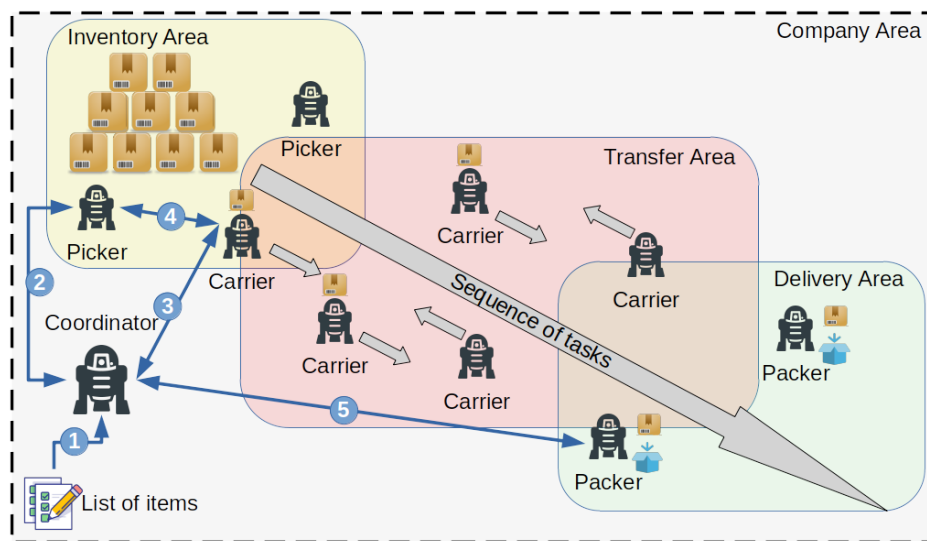 Inventory Area
Company Area
Picker
Transfer Area
Picker
4
Carrier
Carrier
Carrier
Delivery Area
2
3
Coordinator
Sequence of tasks
Carrier
Carrier
Packer
5
1
Packer
List of items